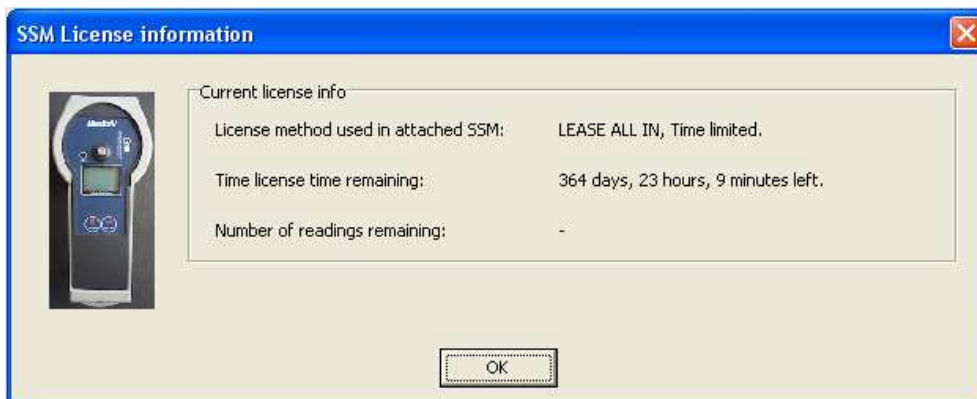 SSM License information
Current license info
License method used in attached SSM: LEASE ALL IN, Time limited.
Time license time remaining: 364 days, 23 hours, 9 minutes left.
Number of readings remaining: -
OK